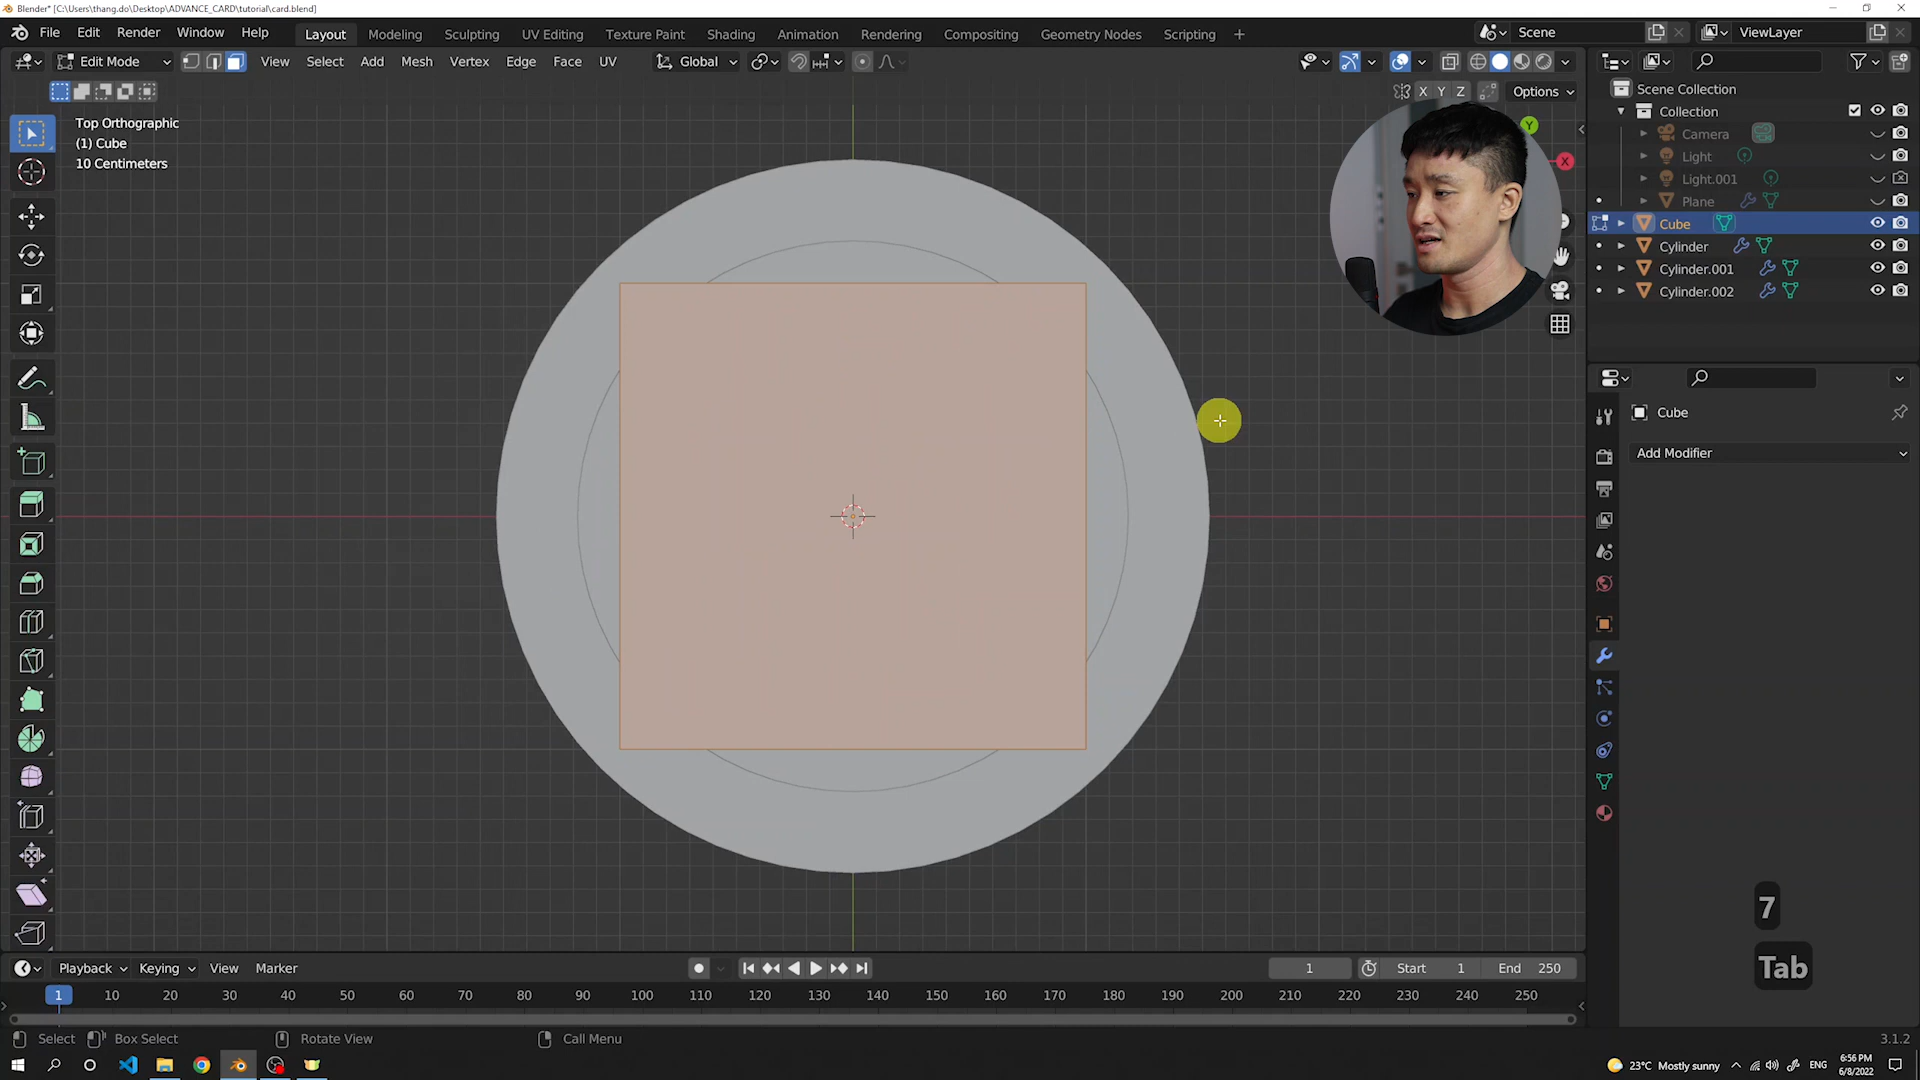 Blender* [C:\Users\thang.do\Desktop\ADVANCE_CARD\tutorial\card.blend]
File Edit Render Window Help Layout Modeling Sculpting UV Editing Texture Paint Shading Animation Rendering Compositing Geometry Nodes Scripting + Scene ViewLayer
Edit Mode View Select Add Mesh Vertex Edge Face UV Global
X Y Z Options
Top Orthographic
(1) Cube
10 Centimeters
Y
X
Scene Collection
Collection
Camera
Light
Light.001
Plane
Cube
Cylinder
Cylinder.001
Cylinder.002
Cube
Add Modifier
7
Tab
Playback Keying View Marker 1 Start 1 End 250
1 10 20 30 40 50 60 70 80 90 100 110 120 130 140 150 160 170 180 190 200 210 220 230 240 250
Select Box Select Rotate View Call Menu 3.1.2
23°C Mostly sunny ENG 6:56 PM
6/8/2022